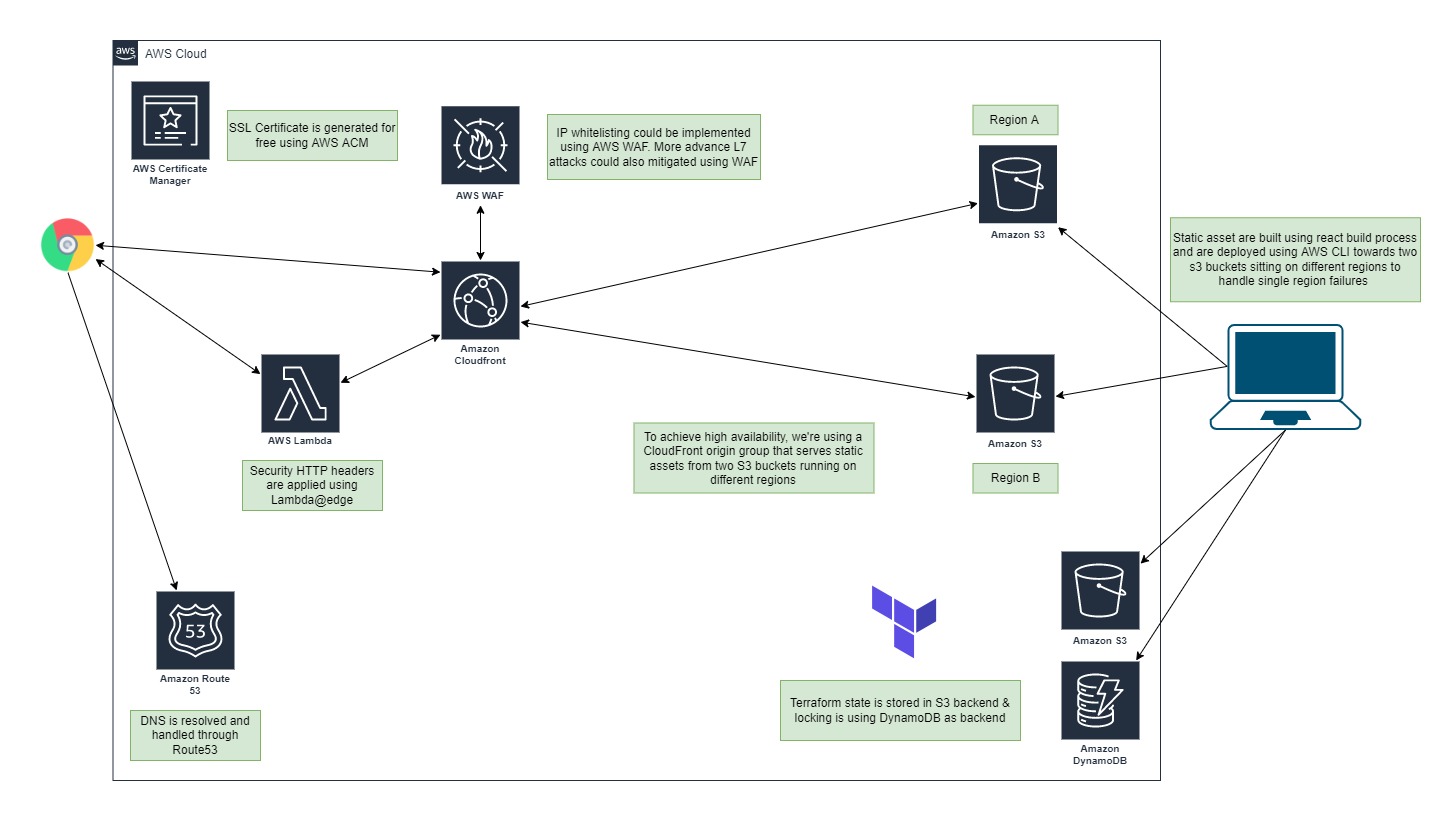 aws
AWS Cloud
AWS Certificate
Manager
SSL Certificate is generated for
free using AWS ACM
AWS WAF
IP whitelisting could be implemented
using AWS WAF. More advance L7
attacks could also mitigated using WAF
Region A
Amazon S3
Static asset are built using react build process
and are deployed using AWS CLI towards two
s3 buckets sitting on different regions to
handle single region failures
Amazon
Cloudfront
AWS Lambda
Security HTTP headers
are applied using
Lambda@edge
To achieve high availability, we're using a
CloudFront origin group that serves static
assets from two S3 buckets running on
different regions
Amazon S3
Region B
53
Amazon Route
53
DNS is resolved and
handled through
Route53
Terraform state is stored in S3 backend &
locking is using DynamoDB as backend
Amazon S3
Amazon
DynamoDB